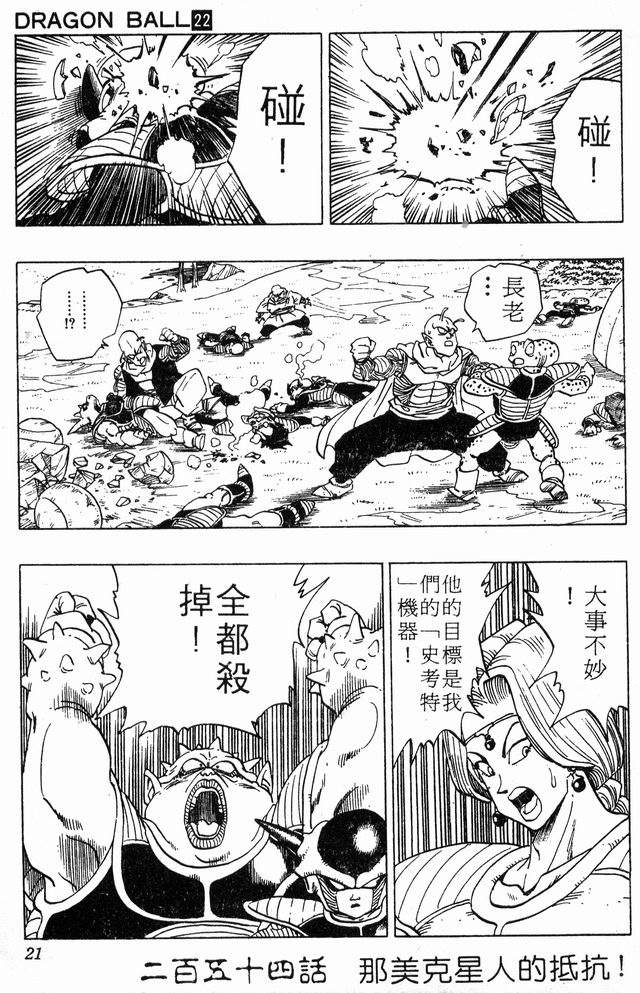 DRAGON BALL 22
碰!
碰!
長老
…
……
……!?
大事不妙
!
他的目標是我
們的「史考特
」機器!
全都殺
掉!
21
二百五十四話 那美克星人的抵抗!